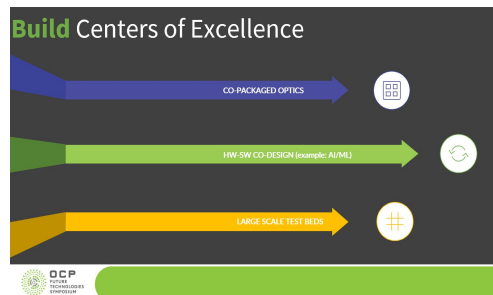 Build Centers of Excellence
CO-PACKAGED OPTICS
HW-SW CO-DESIGN (example: AI/ML)
LARGE SCALE TEST BEDS
OCP
FUTURE
TECHNOLOGIES
SYMPOSIUM